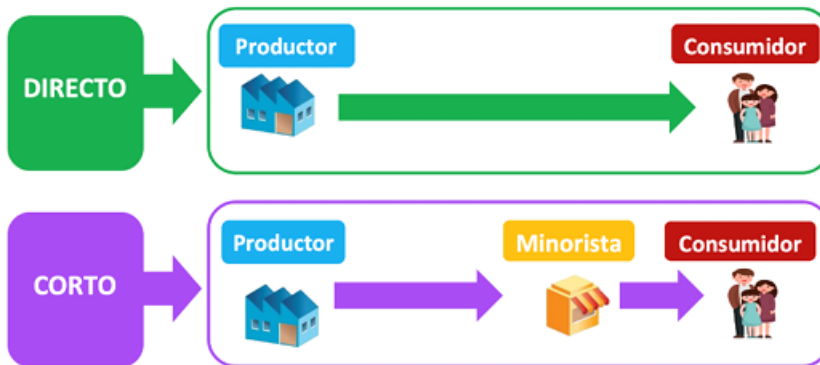 DIRECTO
Productor
Consumidor
CORTO
Productor
Minorista
Consumidor